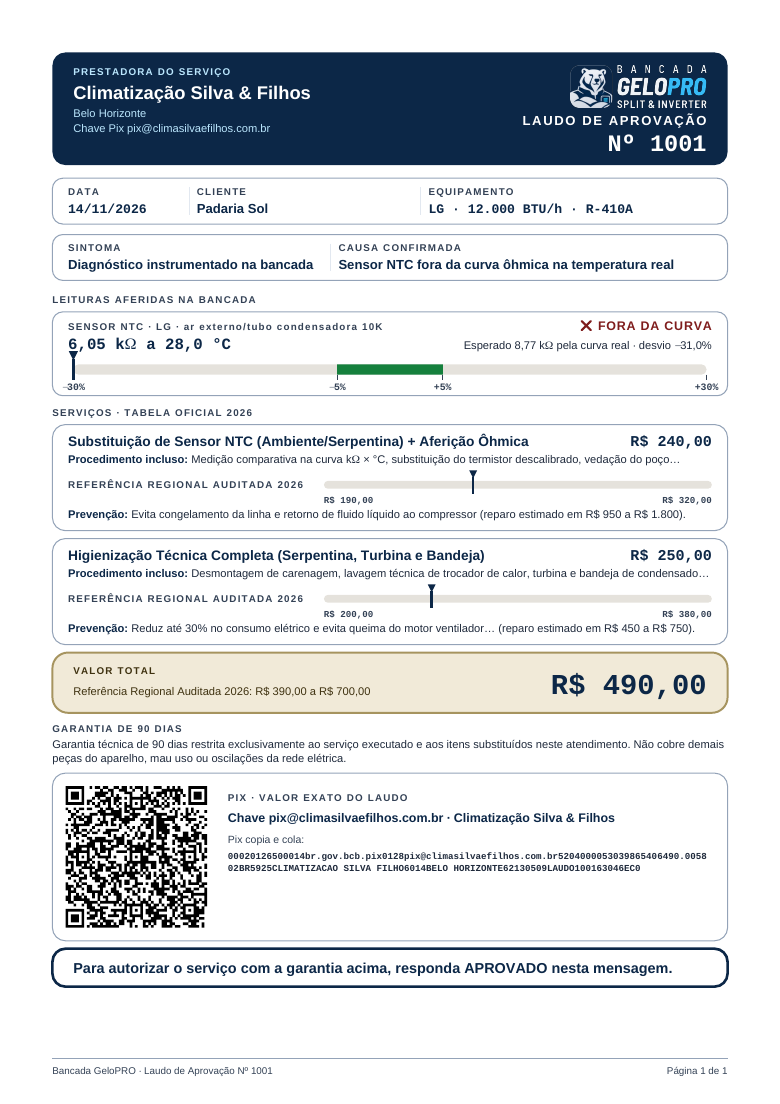 PRESTADORA DO SERVIÇO
Climatização Silva & Filhos
Belo Horizonte
Chave Pix pix@climasilvaefilhos.com.br
BANCADA
GELOPRO
SPLIT & INVERTER
LAUDO DE APROVAÇÃO
Nº 1001
DATA CLIENTE EQUIPAMENTO
14/11/2026 Padaria Sol LG · 12.000 BTU/h · R-410A
SINTOMA CAUSA CONFIRMADA
Diagnóstico instrumentado na bancada Sensor NTC fora da curva ôhmica na temperatura real
LEITURAS AFERIDAS NA BANCADA
SENSOR NTC · LG · ar externo/tubo condensadora 10K ✕ FORA DA CURVA
6,05 kΩ a 28,0 °C Esperado 8,77 kΩ pela curva real · desvio −31,0%
−30% −5% +5% +30%
SERVIÇOS · TABELA OFICIAL 2026
Substituição de Sensor NTC (Ambiente/Serpentina) + Aferição Ôhmica R$ 240,00
Procedimento incluso: Medição comparativa na curva kΩ × °C, substituição do termistor descalibrado, vedação do poço…
REFERÊNCIA REGIONAL AUDITADA 2026
R$ 190,00 R$ 320,00
Prevenção: Evita congelamento da linha e retorno de fluido líquido ao compressor (reparo estimado em R$ 950 a R$ 1.800).
Higienização Técnica Completa (Serpentina, Turbina e Bandeja) R$ 250,00
Procedimento incluso: Desmontagem de carenagem, lavagem técnica de trocador de calor, turbina e bandeja de condensado…
REFERÊNCIA REGIONAL AUDITADA 2026
R$ 200,00 R$ 380,00
Prevenção: Reduz até 30% no consumo elétrico e evita queima do motor ventilador… (reparo estimado em R$ 450 a R$ 750).
VALOR TOTAL
Referência Regional Auditada 2026: R$ 390,00 a R$ 700,00 R$ 490,00
GARANTIA DE 90 DIAS
Garantia técnica de 90 dias restrita exclusivamente ao serviço executado e aos itens substituídos neste atendimento. Não cobre demais
peças do aparelho, mau uso ou oscilações da rede elétrica.
PIX · VALOR EXATO DO LAUDO
Chave pix@climasilvaefilhos.com.br · Climatização Silva & Filhos
Pix copia e cola:
00020126500014br.gov.bcb.pix0128pix@climasilvaefilhos.com.br5204000053039865406490.0058
02BR5925CLIMATIZACAO SILVA FILHO6014BELO HORIZONTE62130509LAUDO100163046EC0
Para autorizar o serviço com a garantia acima, responda APROVADO nesta mensagem.
Bancada GeloPRO · Laudo de Aprovação Nº 1001 Página 1 de 1